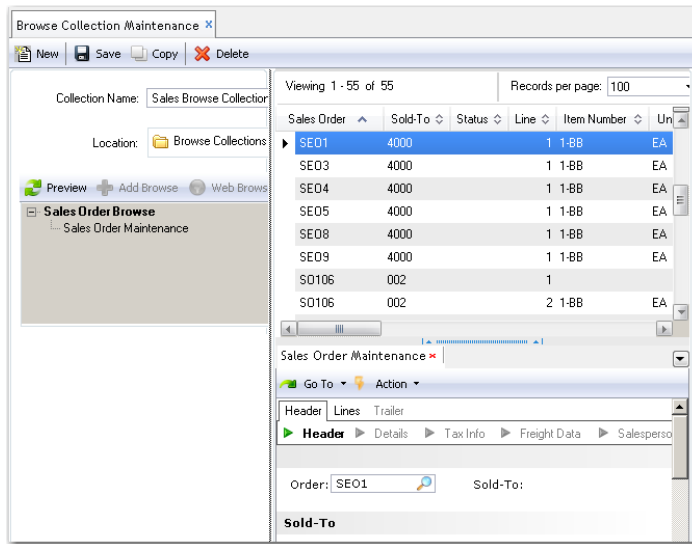 Browse Collection Maintenance x
New Save Copy Delete
Collection Name: Sales Browse Collection
Location: Browse Collections
Preview Add Browse Web Brows
Sales Order Browse
Sales Order Maintenance
Viewing 1 - 55 of 55 Records per page: 100
Sales Order Sold-To Status Line Item Number Un
SEO1 4000 1 1-BB EA
SEO3 4000 1 1-BB EA
SEO4 4000 1 1-BB EA
SEO5 4000 1 1-BB EA
SEO8 4000 1 1-BB EA
SEO9 4000 1 1-BB EA
SO106 002 1
SO106 002 2 1-BB EA
Sales Order Maintenance
Go To Action
Header Lines Trailer
Header Details Tax Info Freight Data Salesperso
Order: SEO1 Sold-To:
Sold-To